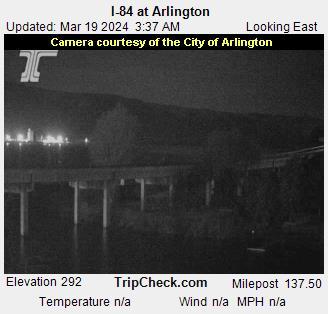 I-84 at Arlington
Updated: Mar 19 2024 3:37 AM Looking East
Camera courtesy of the City of Arlington
Elevation 292 TripCheck.com Milepost 137.50
Temperature n/a Wind n/a MPH n/a